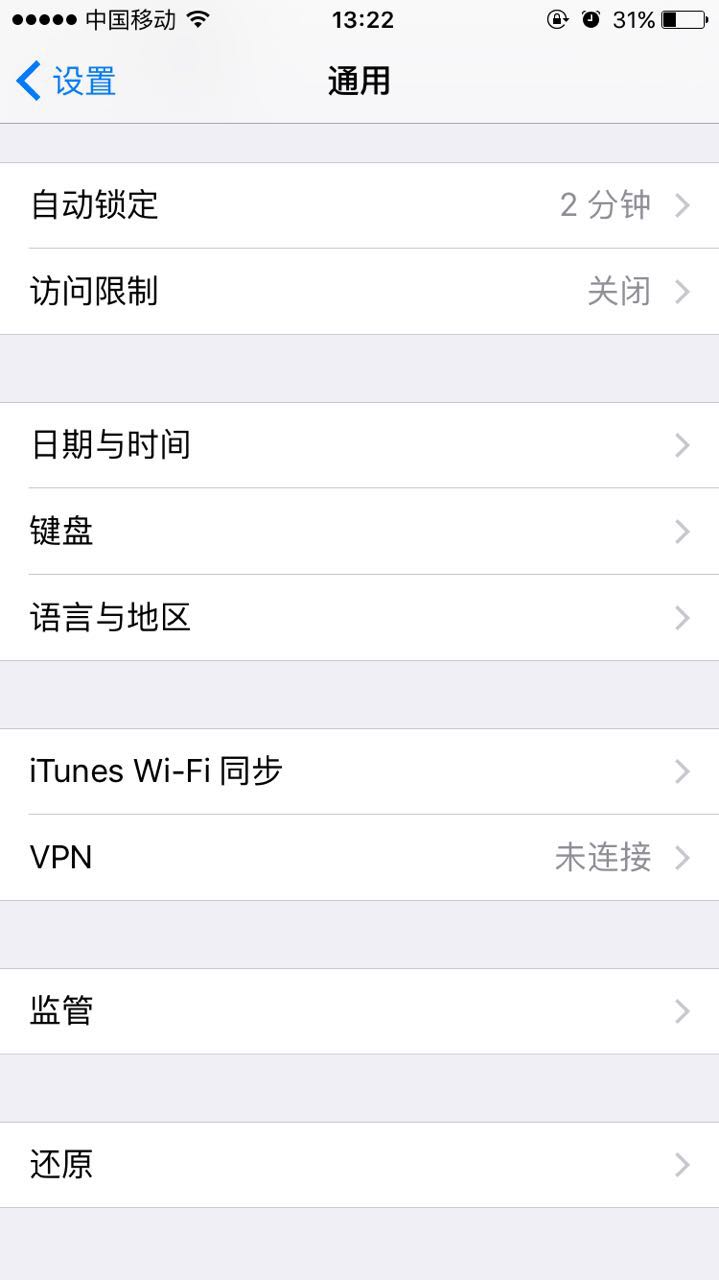 中国移动 13:22 31%
设置 通用
自动锁定 2 分钟
访问限制 关闭
日期与时间
键盘
语言与地区
iTunes Wi-Fi 同步
VPN 未连接
监管
还原